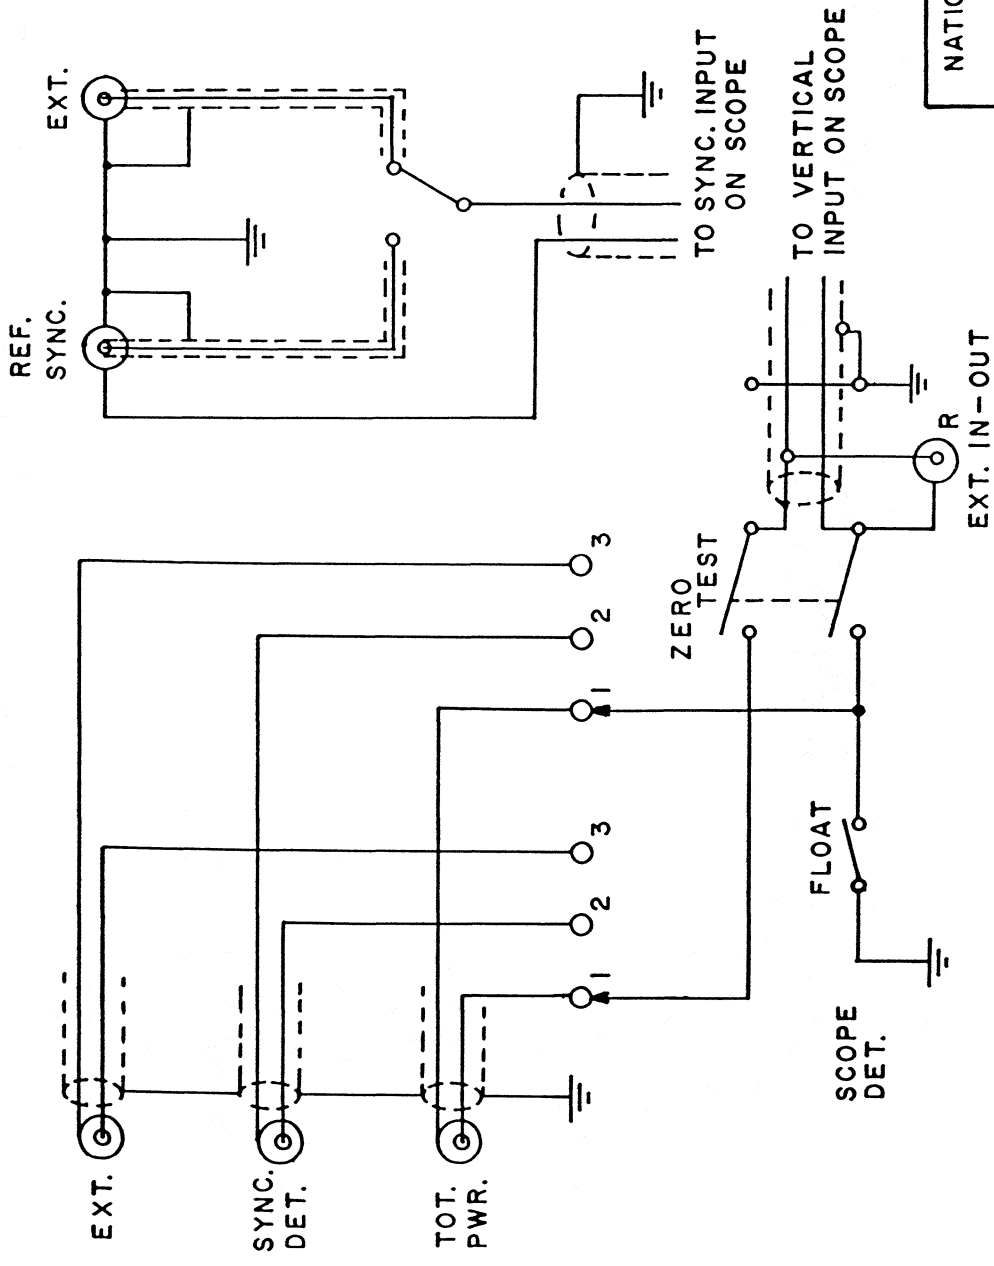 EXT.
SYNC.
DET.
TOT.
PWR.
3
2
1
3
2
1
SCOPE
DET.
FLOAT
ZERO
TEST
R
EXT. IN-OUT
REF.
SYNC.
EXT.
TO SYNC. INPUT
ON SCOPE
TO VERTICAL
INPUT ON SCOPE